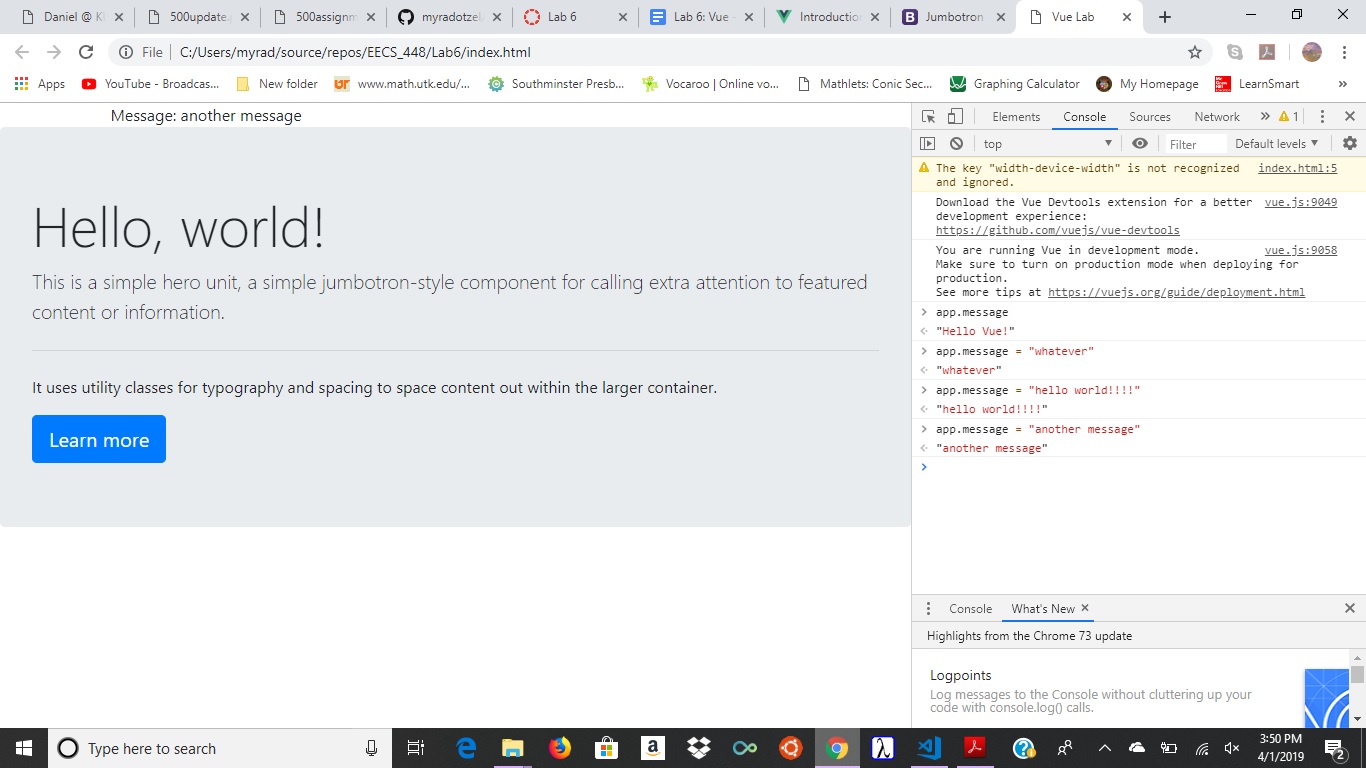 Daniel @ KU
500update.
500assignm
myradotzel
Lab 6
Lab 6: Vue -
Introduction
Jumbotron
Vue Lab
File | C:/Users/myrad/source/repos/EECS_448/Lab6/index.html
Apps
YouTube - Broadcas...
New folder
www.math.utk.edu/...
Southminster Presb...
Vocaroo | Online vo...
Mathlets: Conic Sec...
Graphing Calculator
My Homepage
LearnSmart
»
Message: another message
Hello, world!
This is a simple hero unit, a simple jumbotron-style component for calling extra attention to featured
content or information.
It uses utility classes for typography and spacing to space content out within the larger container.
Learn more
Elements Console Sources Network » 1
top Filter Default levels
The key "width-device-width" is not recognized index.html:5
and ignored.
Download the Vue Devtools extension for a better vue.js:9049
development experience:
https://github.com/vuejs/vue-devtools
You are running Vue in development mode. vue.js:9058
Make sure to turn on production mode when deploying for
production.
See more tips at https://vuejs.org/guide/deployment.html
> app.message
"Hello Vue!"
> app.message = "whatever"
"whatever"
> app.message = "hello world!!!!"
"hello world!!!!"
> app.message = "another message"
"another message"
>
Console What's New
Highlights from the Chrome 73 update
Logpoints
Log messages to the Console without cluttering up your
code with console.log() calls.
Type here to search
3:50 PM
4/1/2019
2